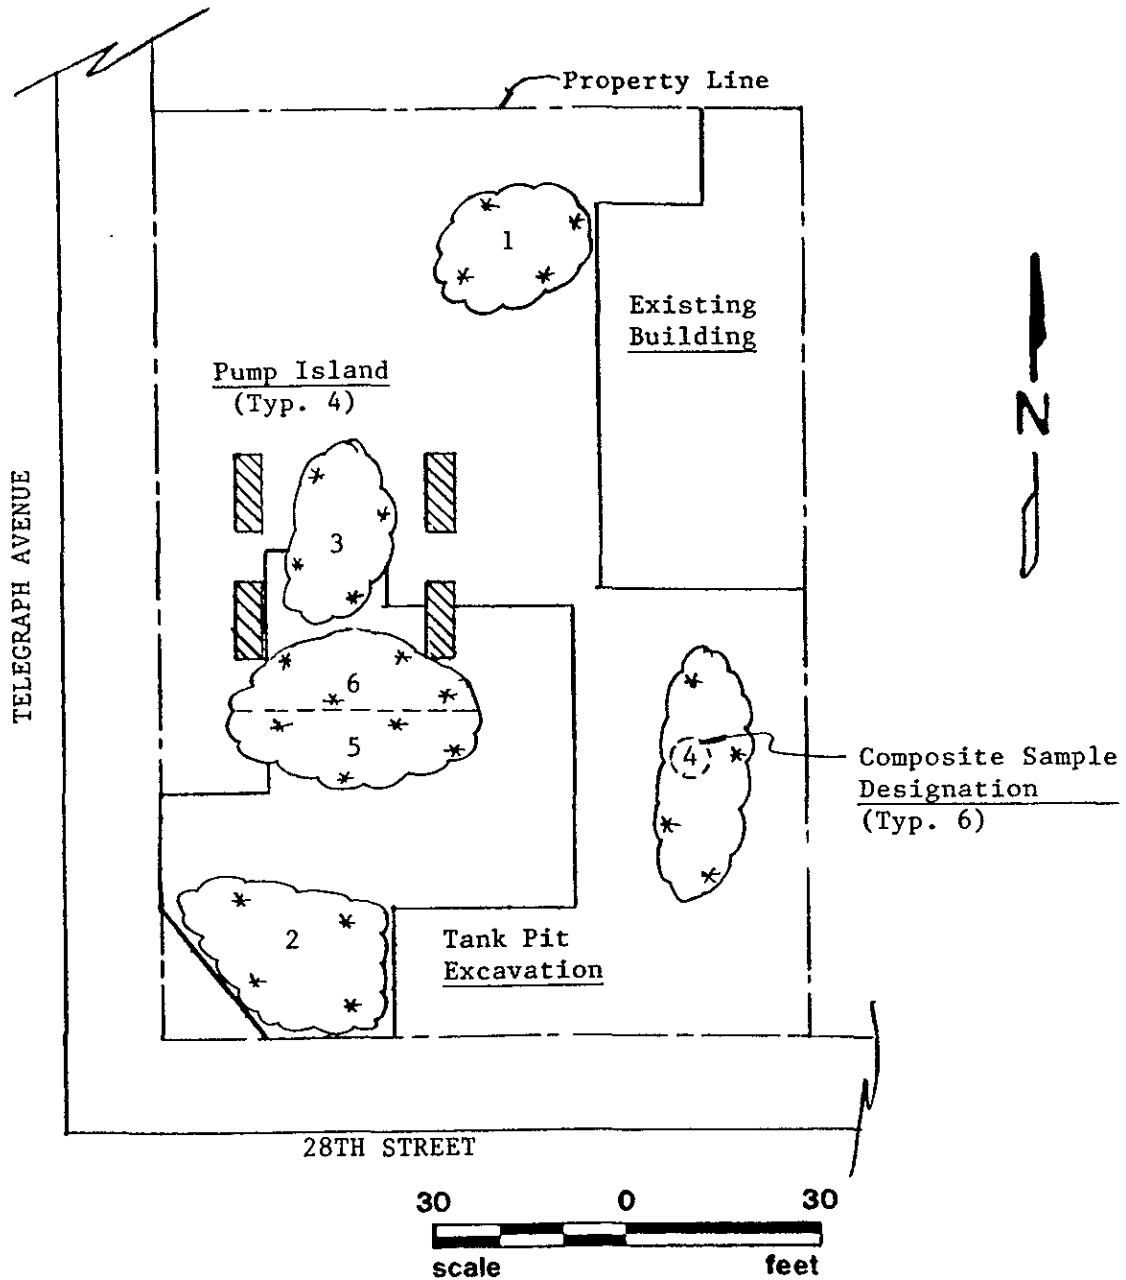 Property Line
1
Existing
Building
Pump Island
(Typ. 4)
N
TELEGRAPH AVENUE
3
6
5
4
Composite Sample
Designation
(Typ. 6)
2
Tank Pit
Excavation
28TH STREET
30 0 30
scale feet